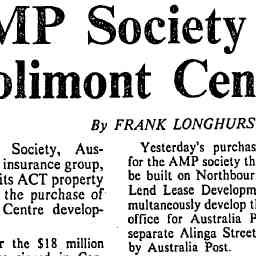 MP Society
olimont Cen
By FRANK LONGHURS
Society, Aus-
insurance group,
its ACT property
the purchase of
Centre develop-
r the $18 million
Yesterday's purchas
for the AMP society th
be built on Northbour
Lend Lease Developm
multaneously develop th
office for Australia P
separate Alinga Street
by Australia Post.